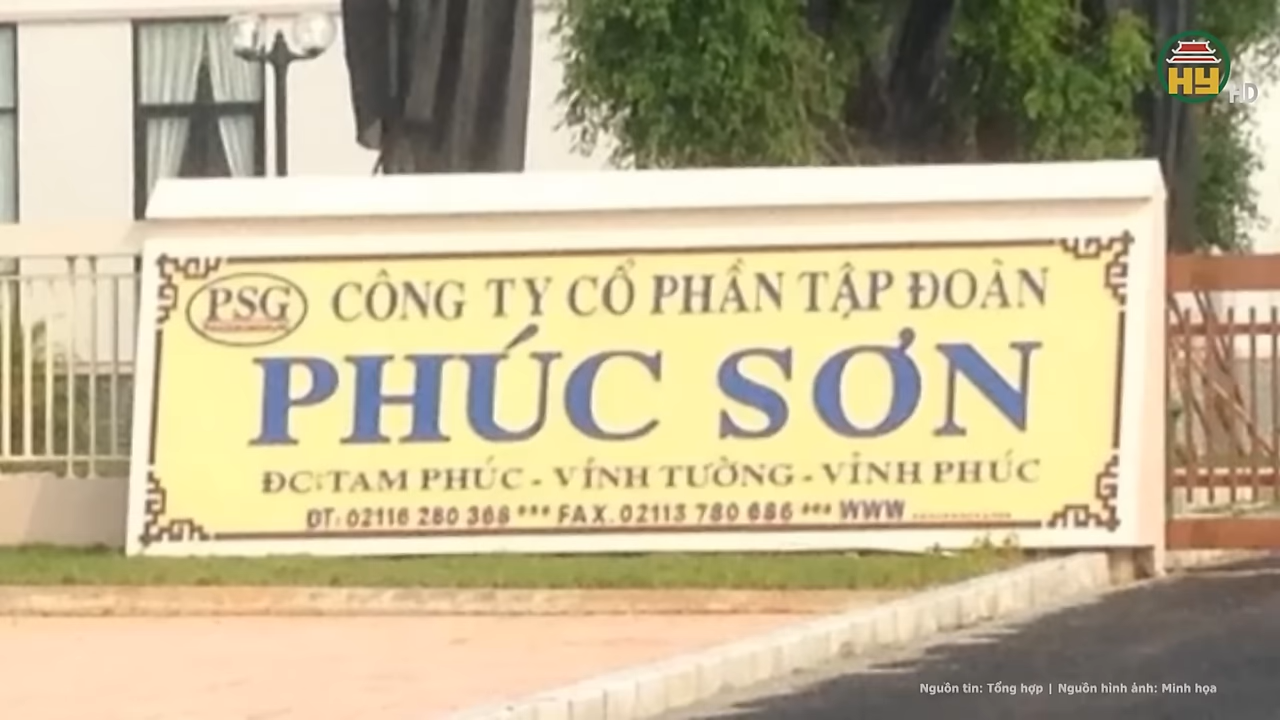 HY
HD
PSG CÔNG TY CỔ PHẦN TẬP ĐOÀN
PHÚC SƠN
ĐC:TAM PHÚC - VĨNH TƯỜNG - VĨNH PHÚC
ĐT: 02116 280 368 *** FAX. 02113 780 686 *** WWW
Nguồn tin: Tổng hợp | Nguồn hình ảnh: Minh họa